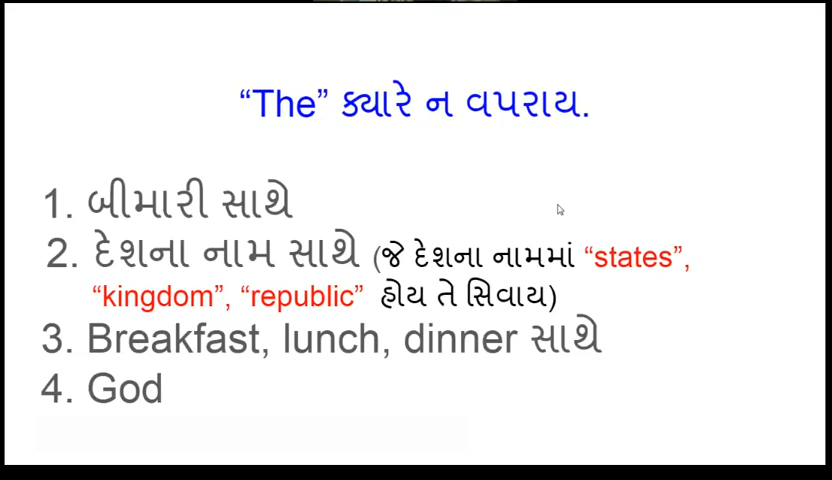 “The” ક્યારે ન વપરાય.
1. બીમારી સાથે
2. દેશના નામ સાથે (જે દેશના નામમાં “states”,
“kingdom”, “republic” હોય તે સિવાય)
3. Breakfast, lunch, dinner સાથે
4. God